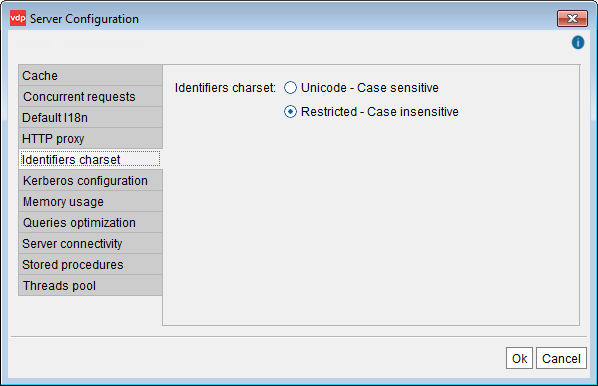 vdp Server Configuration
Cache
Concurrent requests
Default I18n
HTTP proxy
Identifiers charset
Kerberos configuration
Memory usage
Queries optimization
Server connectivity
Stored procedures
Threads pool
Identifiers charset: Unicode - Case sensitive
Restricted - Case insensitive
Ok Cancel